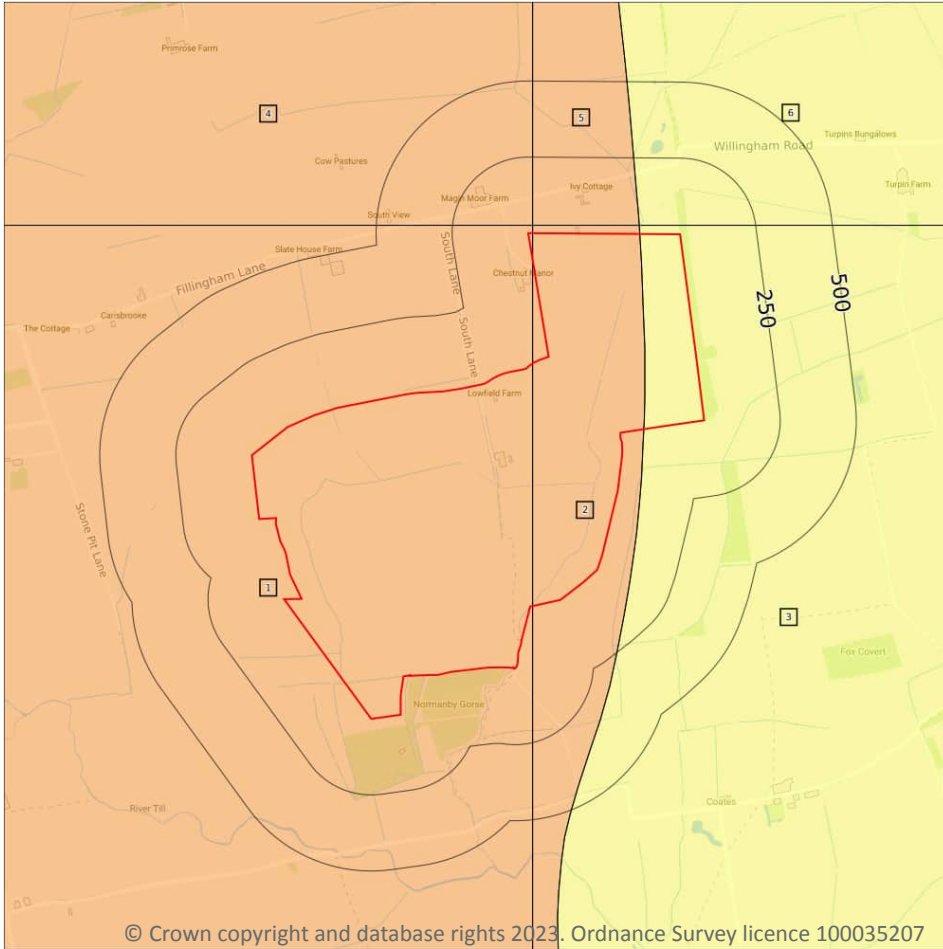 Primrose Farm
4
5
6
Willingham Road
Turpins Bungalows
Cow Pastures
Turpin Farm
Ivy Cottage
Magin Moor Farm
South View
Slate House Farm
South Lane
Chestnut Manor
Fillingham Lane
250
500
Carisbrooke
The Cottage
South Lane
Lowfield Farm
2
Stone Pit Lane
1
3
Fox Covert
Normanby Gorse
River Till
Coates
© Crown copyright and database rights 2023. Ordnance Survey licence 100035207